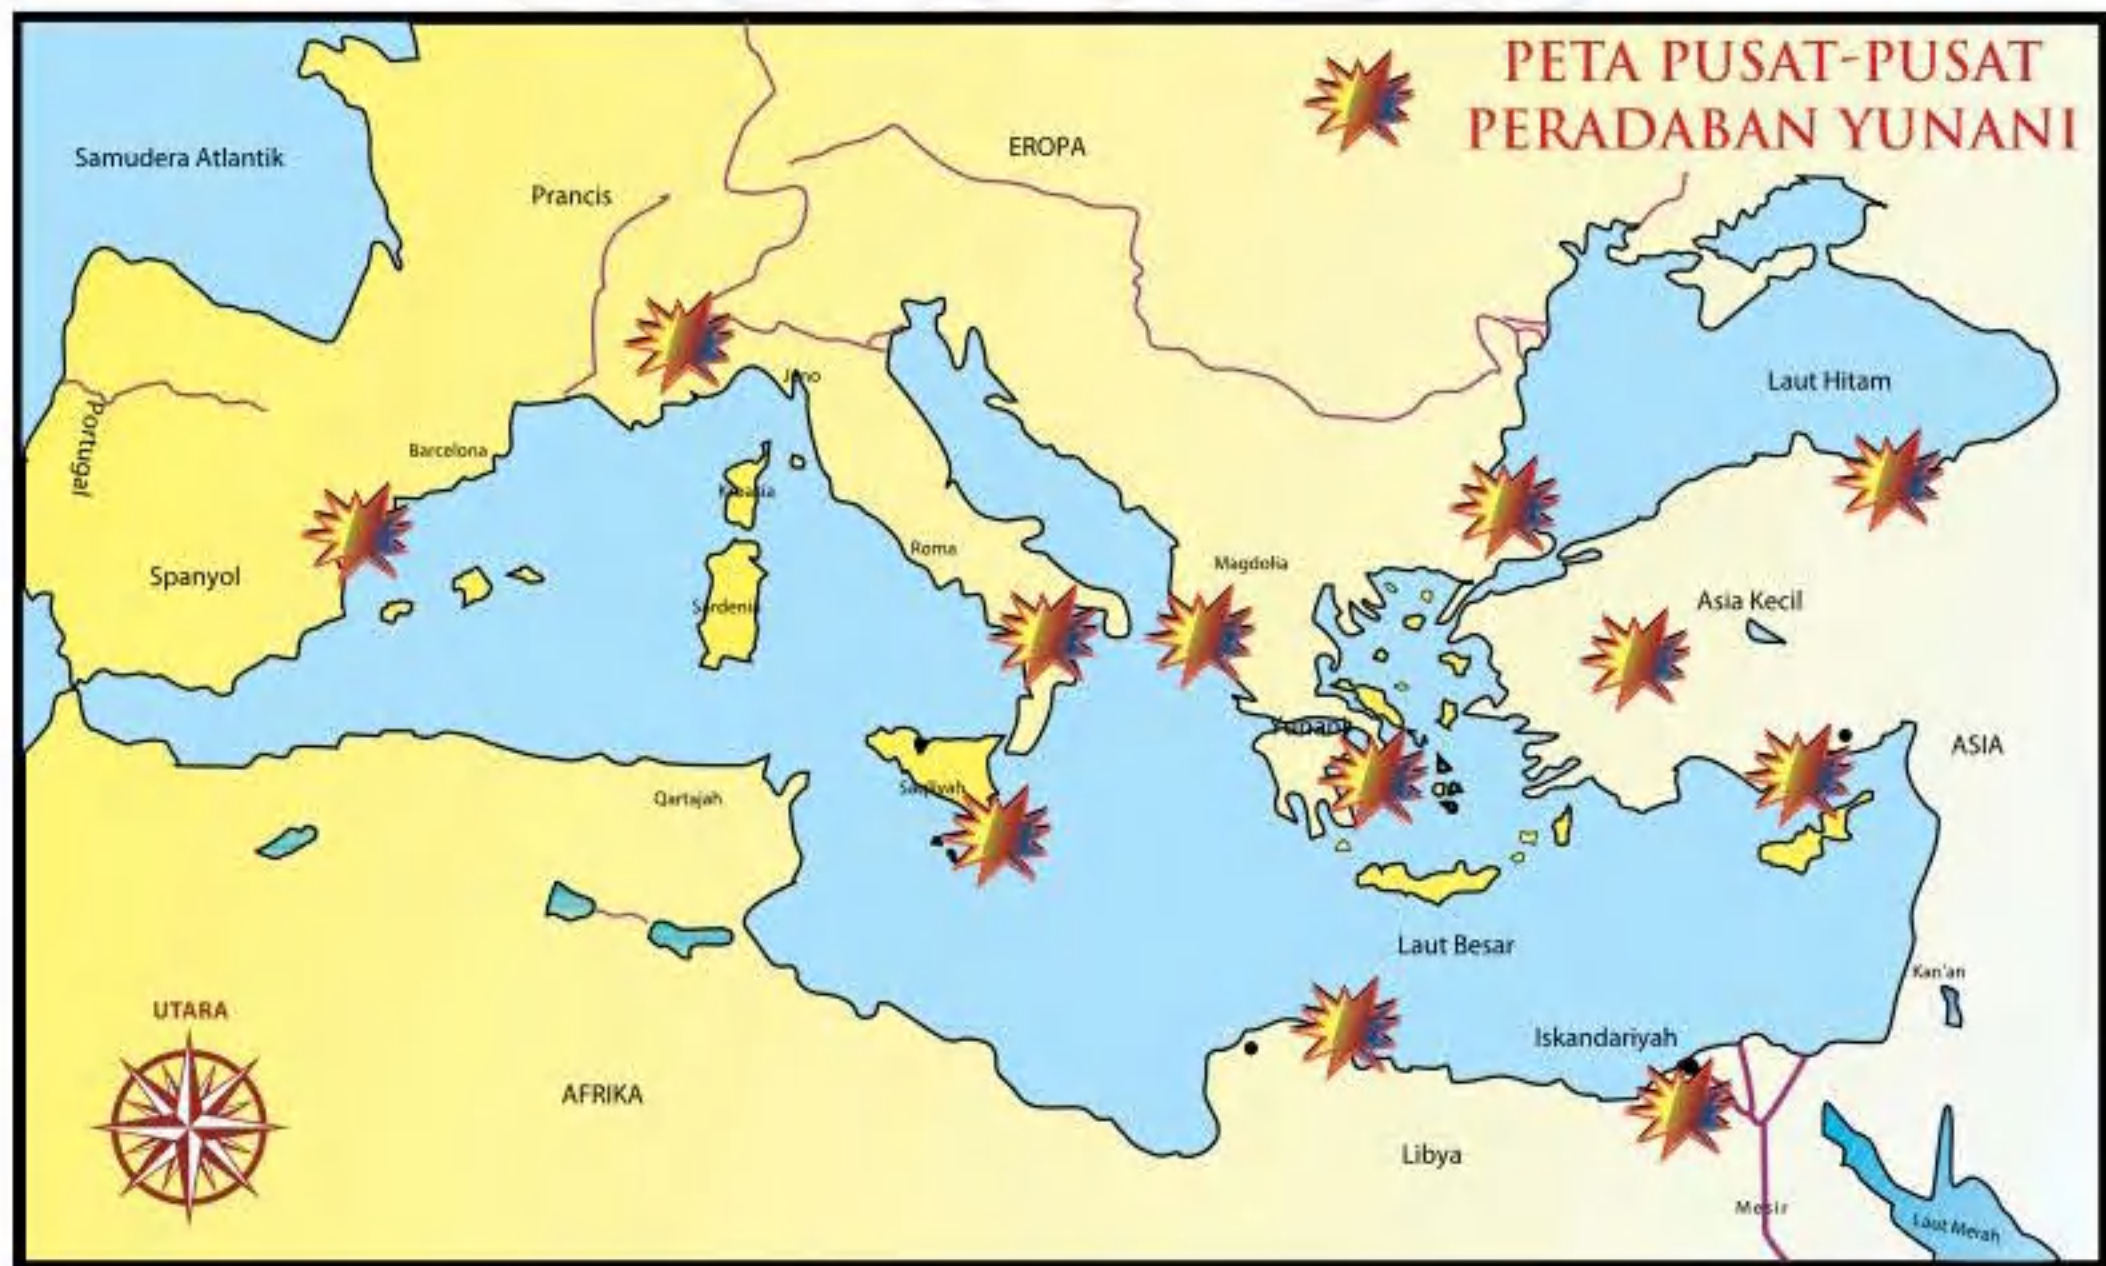 PETA PUSAT-PUSAT
PERADABAN YUNANI
Samudera Atlantik
EROPA
Prancis
Laut Hitam
Portugal
Barcelona
Roma
Magdolia
Spanyol
Asia Kecil
Sardenia
Yunani
ASIA
Qartajah
Laut Besar
Kan'an
UTARA
Iskandariyah
AFRIKA
Libya
Mesir
Laut Merah